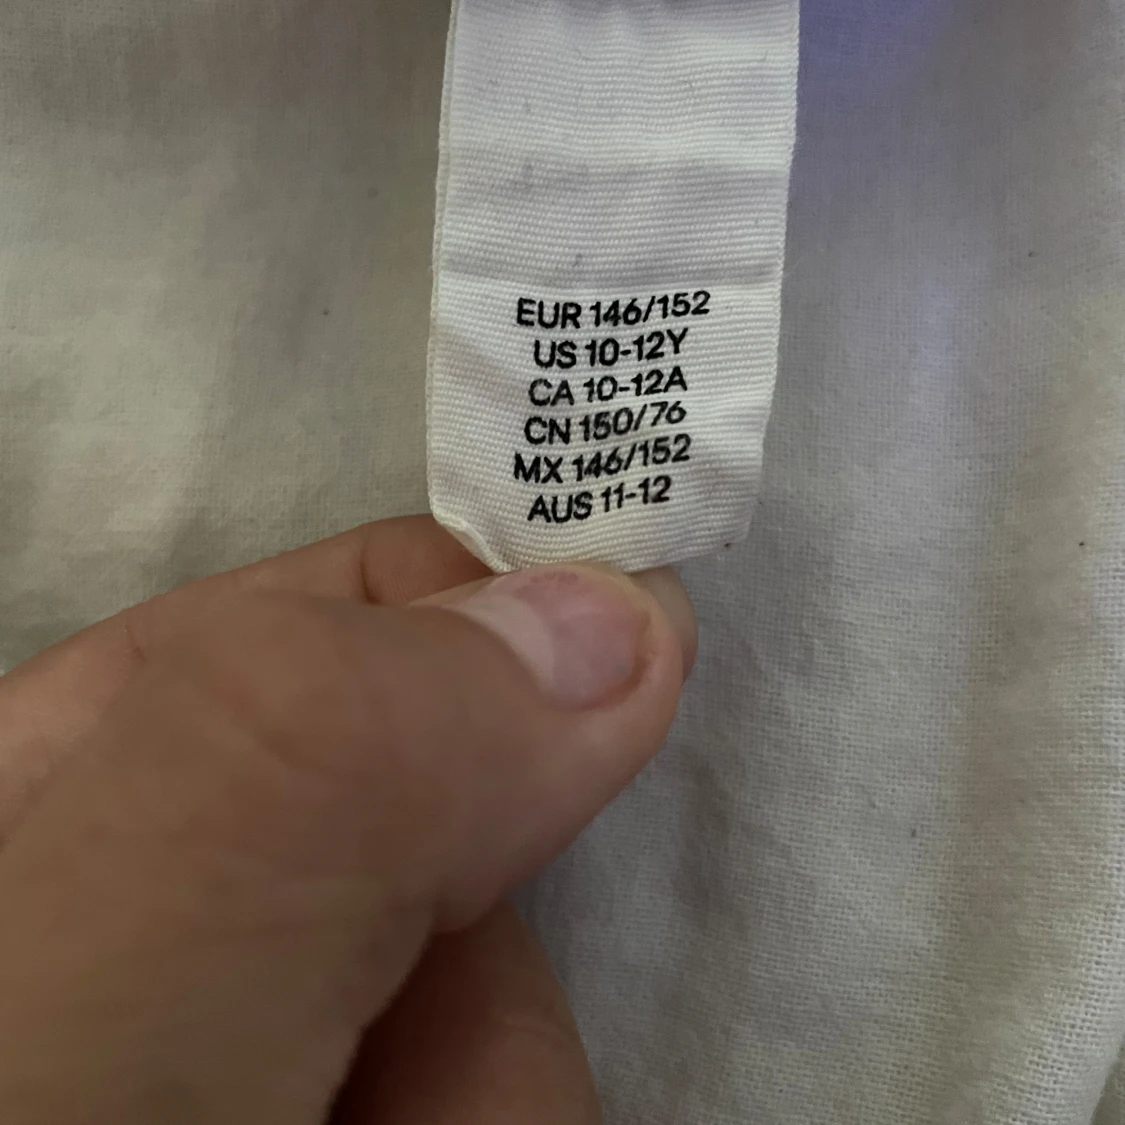 EUR 146/152
US 10-12Y
CA 10-12A
CN 150/76
MX 146/152
AUS 11-12